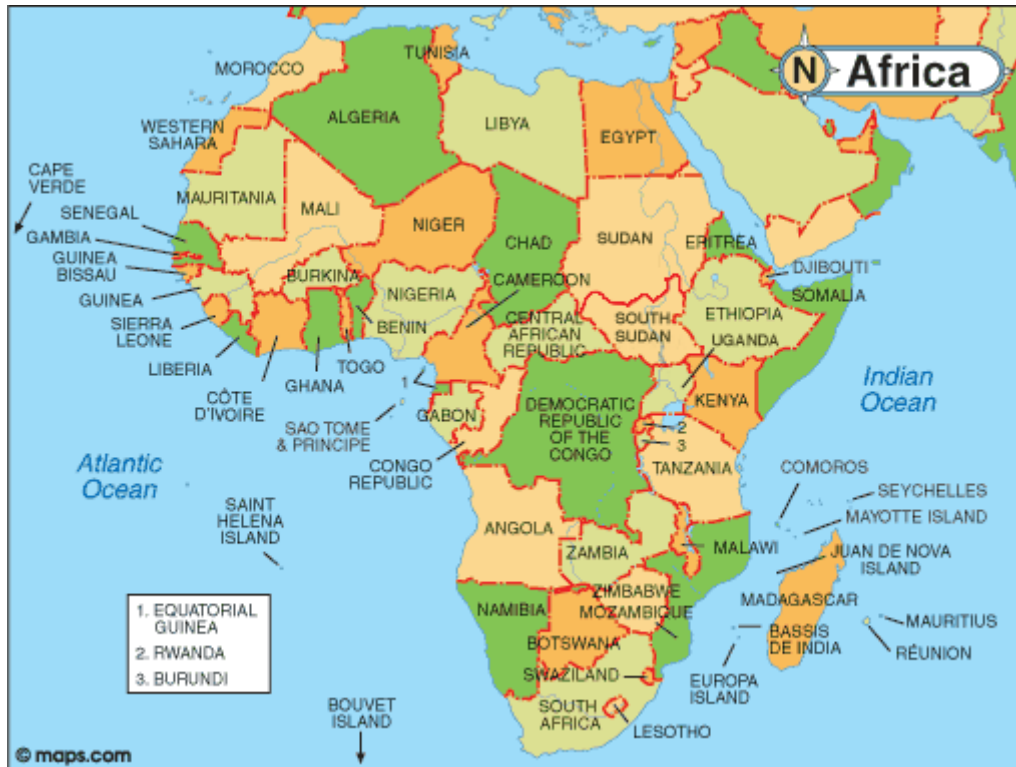 N Africa
TUNISIA
MOROCCO
ALGERIA
LIBYA
EGYPT
WESTERN
SAHARA
CAPE
VERDE
MAURITANIA
MALI
NIGER
CHAD
SUDAN
ERITREA
SENEGAL
GAMBIA
GUINEA
BISSAU
GUINEA
SIERRA
LEONE
LIBERIA
CÔTE
D'IVOIRE
BURKINA
GHANA
TOGO
BENIN
NIGERIA
CAMEROON
CENTRAL
AFRICAN
REPUBLIC
SOUTH
SUDAN
DJIBOUTI
SOMALIA
ETHIOPIA
UGANDA
KENYA
Indian
Ocean
1
SAO TOME
& PRINCIPE
GABON
CONGO
REPUBLIC
DEMOCRATIC
REPUBLIC
OF THE
CONGO
2
3
TANZANIA
Atlantic
Ocean
SAINT
HELENA
ISLAND
COMOROS
SEYCHELLES
MAYOTTE ISLAND
JUAN DE NOVA
ISLAND
ANGOLA
ZAMBIA
MALAWI
ZIMBABWE
MOZAMBIQUE
MADAGASCAR
MAURITIUS
RÉUNION
BASSIS
DE INDIA
EUROPA
ISLAND
NAMIBIA
BOTSWANA
SWAZILAND
SOUTH
AFRICA
LESOTHO
1. EQUATORIAL
GUINEA
2. RWANDA
3. BURUNDI
BOUVET
ISLAND
© maps.com